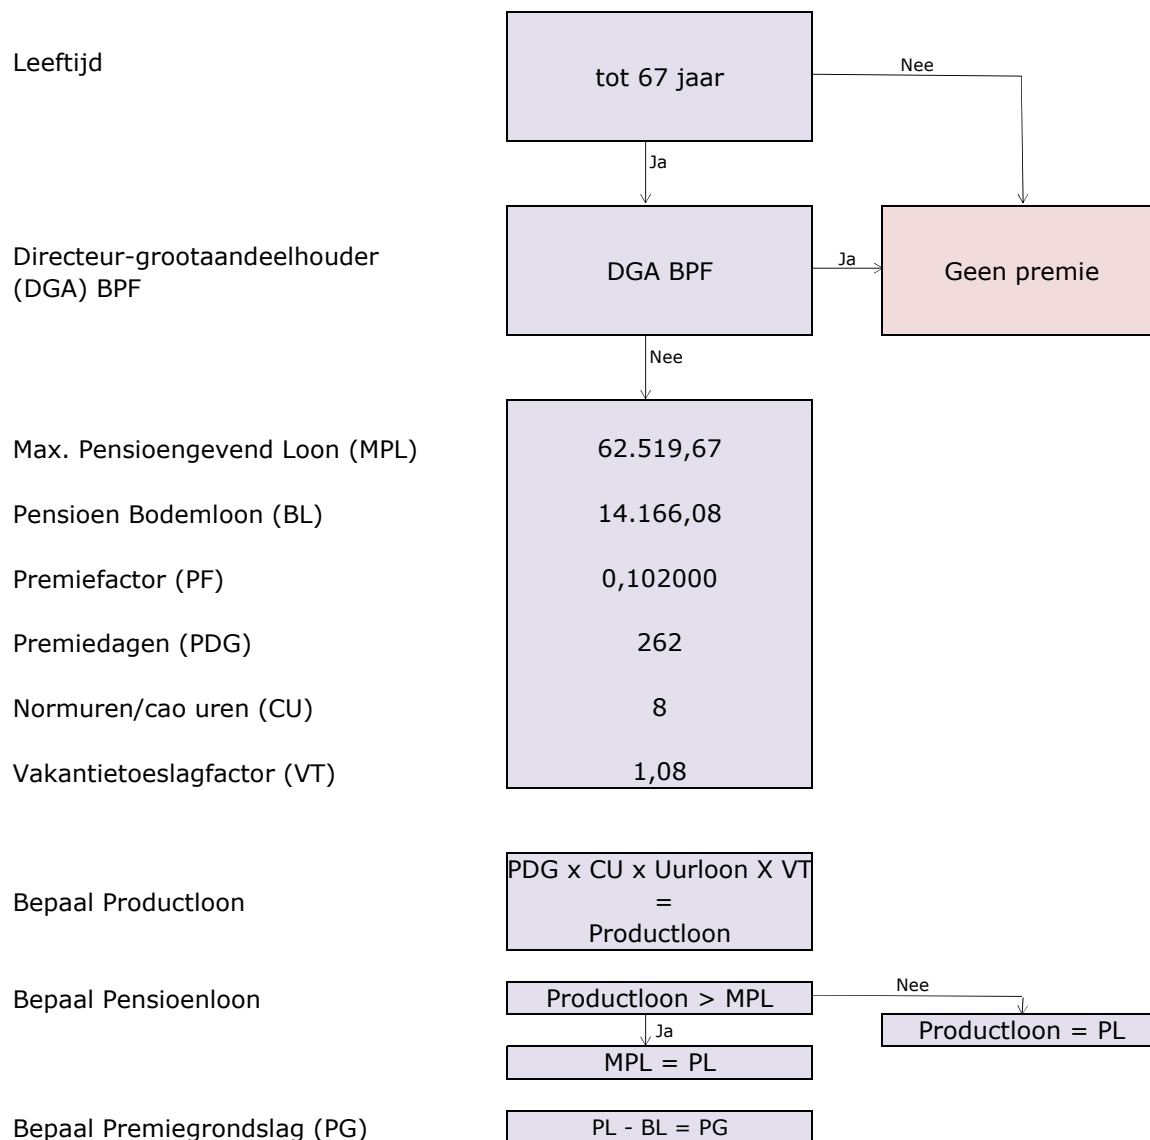 Leeftijd
tot 67 jaar
Nee
Ja
Directeur-grootaandeelhouder
(DGA) BPF
DGA BPF
Ja
Geen premie
Nee
Max. Pensioengevend Loon (MPL)
62.519,67
Pensioen Bodemloon (BL)
14.166,08
Premiefactor (PF)
0,102000
Premiedagen (PDG)
262
Normuren/cao uren (CU)
8
Vakantietoeslagfactor (VT)
1,08
Bepaal Productloon
PDG x CU x Uurloon X VT
=
Productloon
Bepaal Pensioenloon
Productloon > MPL
Nee
Ja
Productloon = PL
MPL = PL
Bepaal Premiegrondslag (PG)
PL - BL = PG